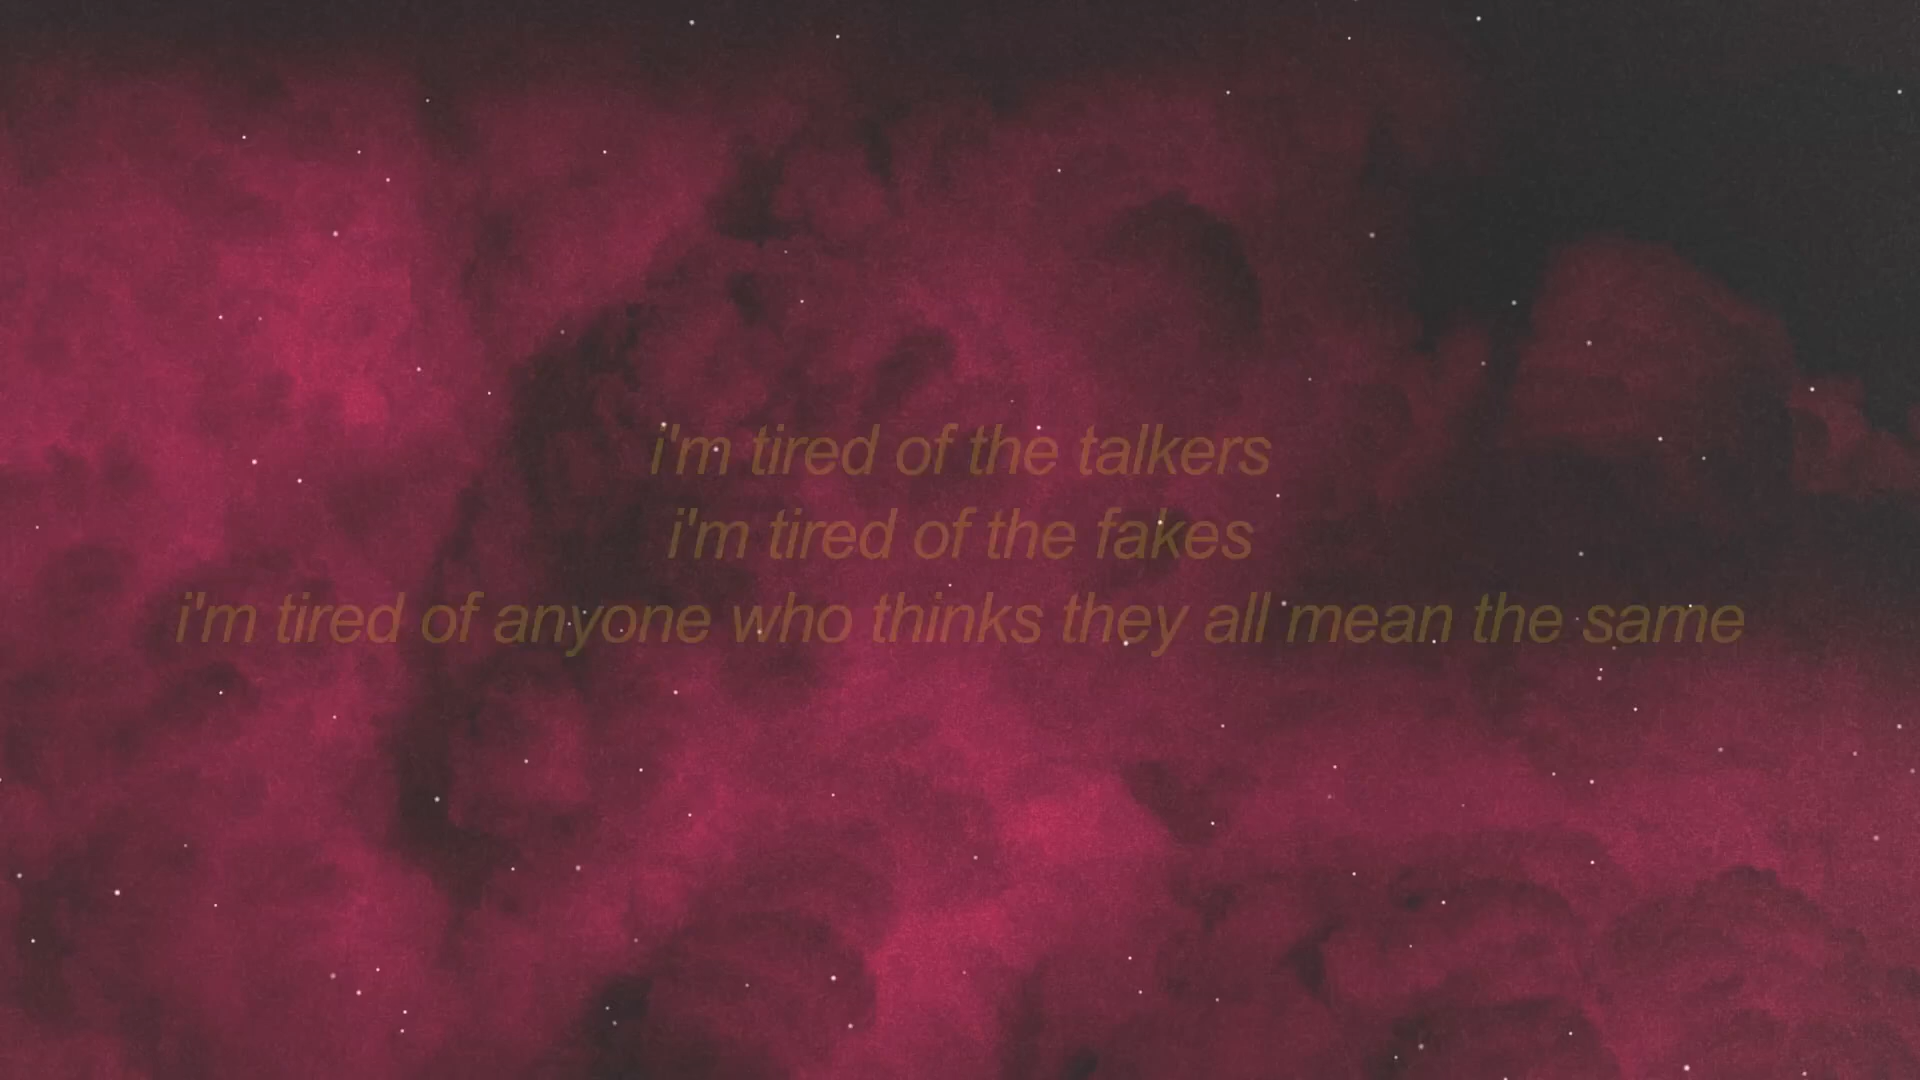 i'm tired of the talkers
i'm tired of the fakes
i'm tired of anyone who thinks they all mean the same